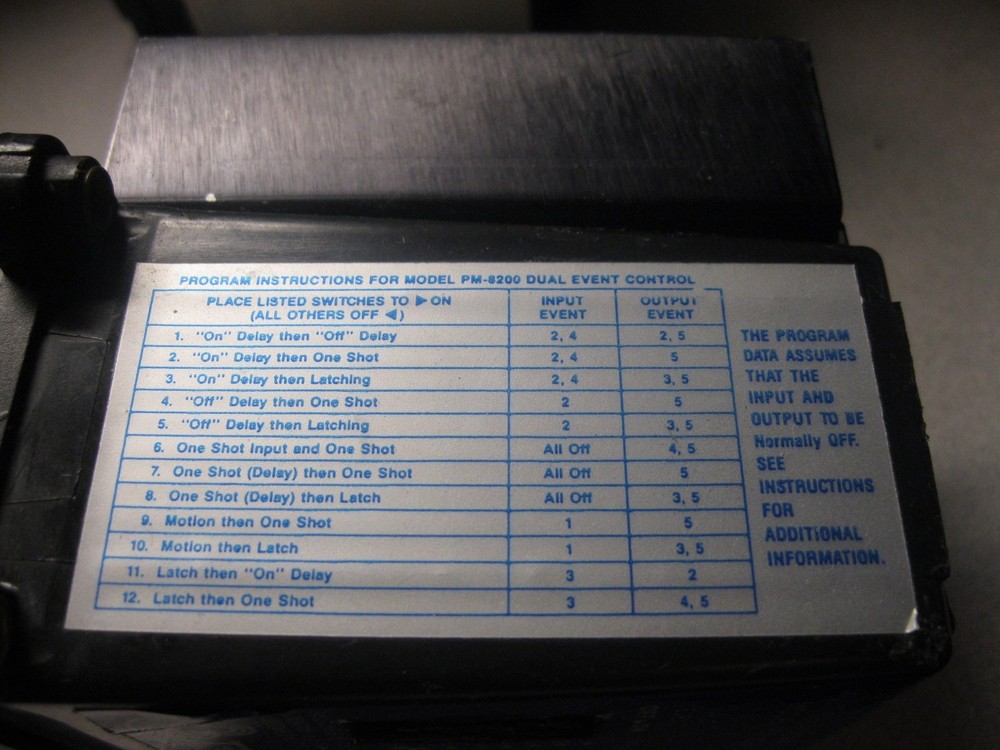 PROGRAM INSTRUCTIONS FOR MODEL PM-8200 DUAL EVENT CONTROL
PLACE LISTED SWITCHES TO ▶ ON INPUT OUTPUT
(ALL OTHERS OFF ◀) EVENT EVENT
1. "On" Delay then "Off" Delay 2, 4 2, 5
2. "On" Delay then One Shot 2, 4 5
3. "On" Delay then Latching 2, 4 3, 5
4. "Off" Delay then One Shot 2 5
5. "Off" Delay then Latching 2 3, 5
6. One Shot Input and One Shot All Off 4, 5
7. One Shot (Delay) then One Shot All Off 5
8. One Shot (Delay) then Latch All Off 3, 5
9. Motion then One Shot 1 5
10. Motion then Latch 1 3, 5
11. Latch then "On" Delay 3 2
12. Latch then One Shot 3 4, 5
THE PROGRAM
DATA ASSUMES
THAT THE
INPUT AND
OUTPUT TO BE
Normally OFF.
SEE
INSTRUCTIONS
FOR
ADDITIONAL
INFORMATION.